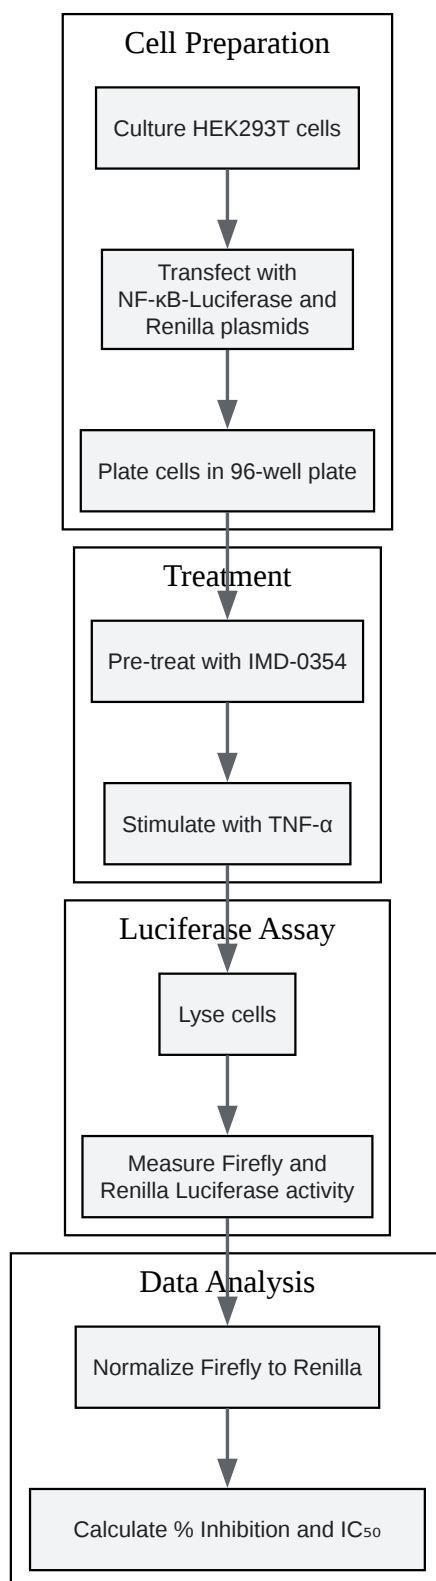 Cell Preparation
Culture HEK293T cells
Transfect with
NF-κB-Luciferase and
Renilla plasmids
Plate cells in 96-well plate
Treatment
Pre-treat with IMD-0354
Stimulate with TNF-α
Luciferase Assay
Lyse cells
Measure Firefly and
Renilla Luciferase activity
Data Analysis
Normalize Firefly to Renilla
Calculate % Inhibition and IC₅₀